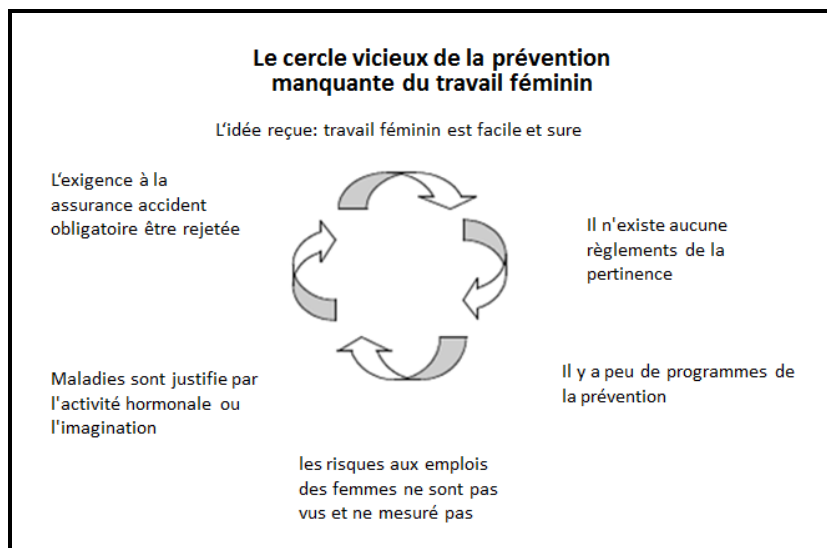 Le cercle vicieux de la prévention
manquante du travail féminin
L‘idée reçue: travail féminin est facile et sure
L‘exigence à la
assurance accident
obligatoire être rejetée
Il n'existe aucune
règlements de la
pertinence
Il y a peu de programmes de
la prévention
les risques aux emplois
des femmes ne sont pas
vus et ne mesuré pas
Maladies sont justifie par
l'activité hormonale ou
l'imagination